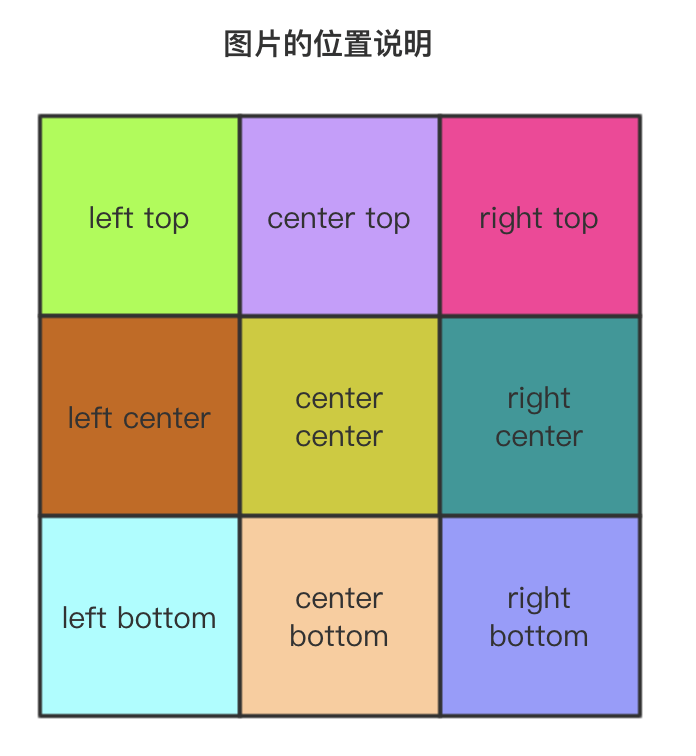 图片的位置说明
left top
center top
right top
left center
center
center
right
center
left bottom
center
bottom
right
bottom